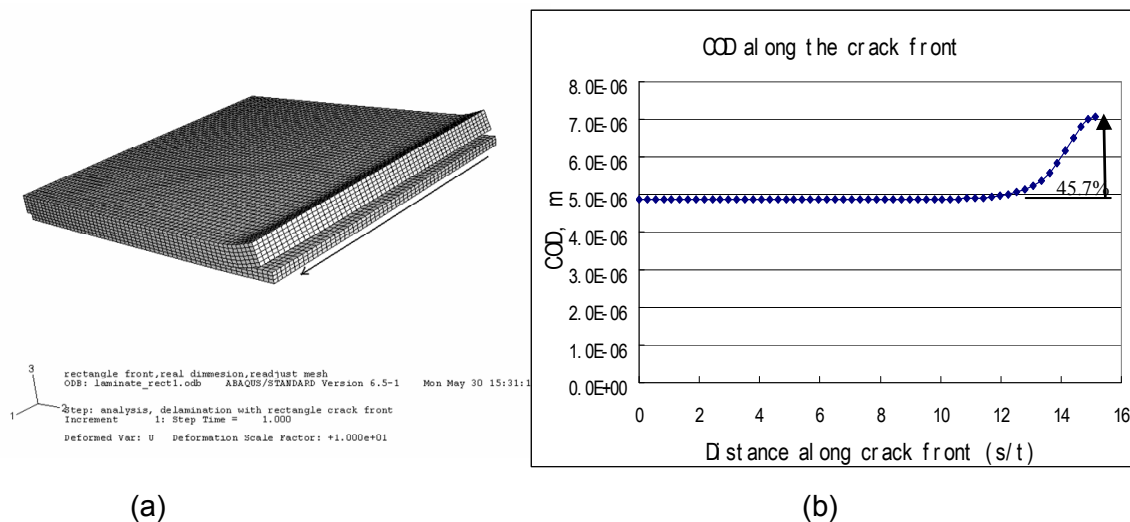 3
1
2
rectangle front,real dimmesion,readjust mesh
ODB: laminate_rect1.odb ABAQUS/STANDARD Version 6.5-1 Mon May 30 15:31:1
Step: analysis, delamination with rectangle crack front
Increment 1: Step Time = 1.000
Deformed Var: U Deformation Scale Factor: +1.000e+01
(a)
COD along the crack front
COD, m
8.0E-06
7.0E-06
6.0E-06
5.0E-06
4.0E-06
3.0E-06
2.0E-06
1.0E-06
0.0E+00
45.7%
0 2 4 6 8 10 12 14 16
Distance along crack front (s/t)
(b)